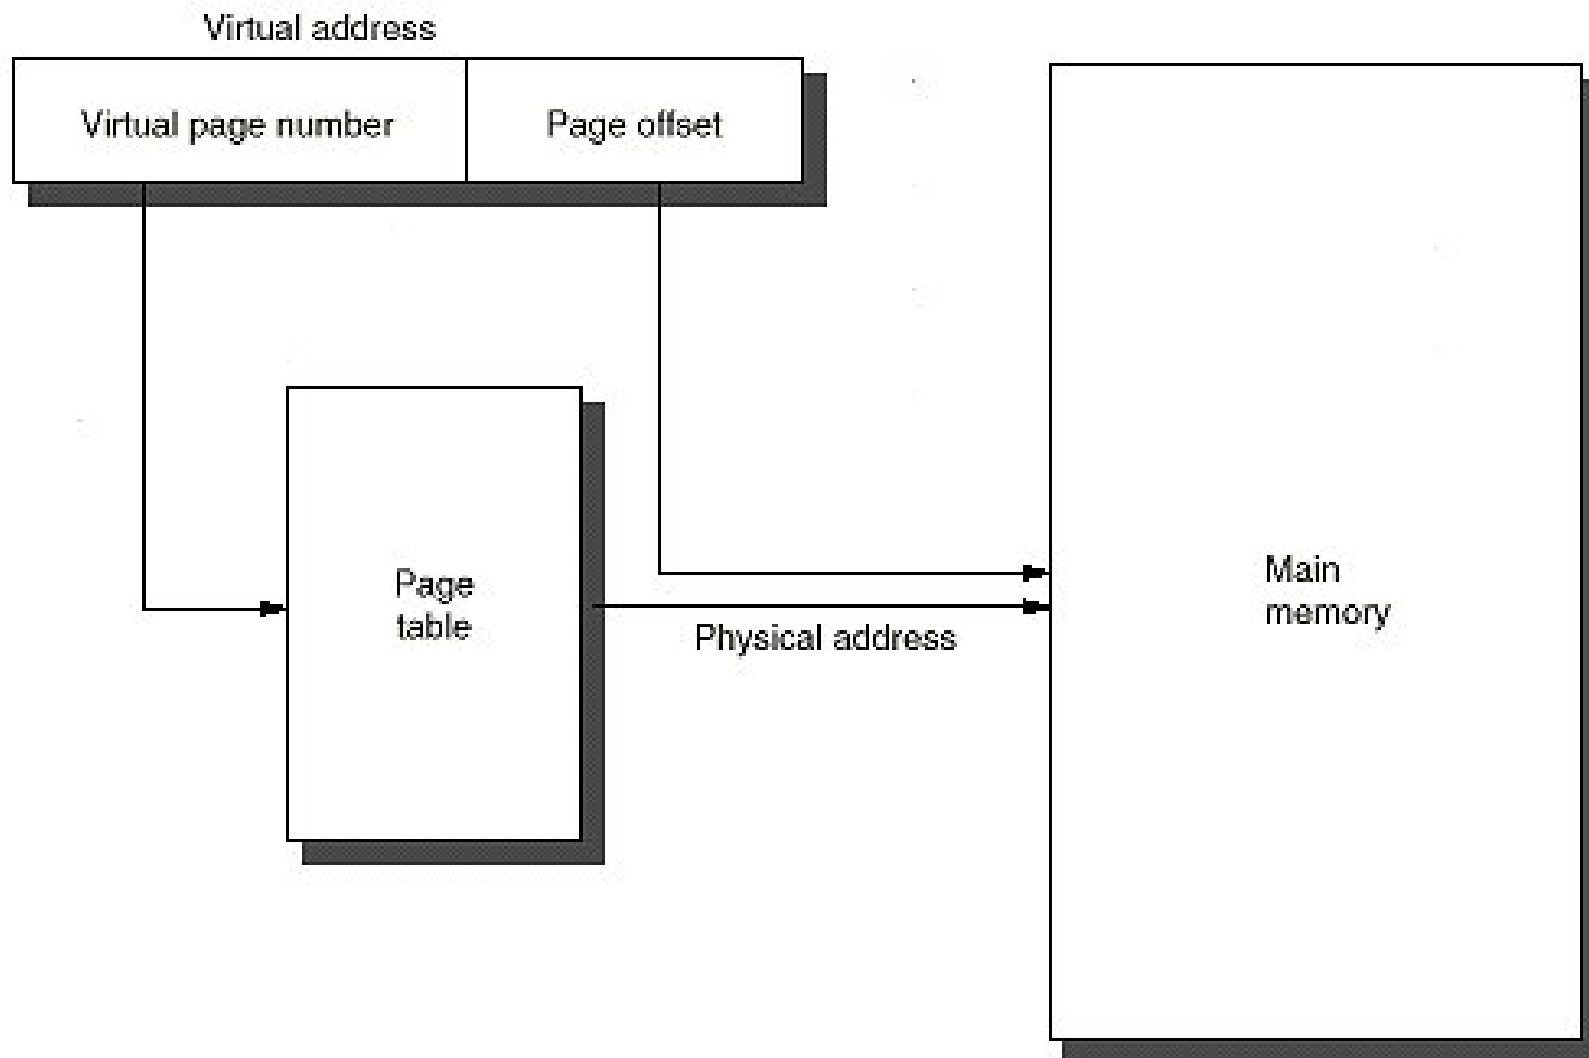 Virtual address
Virtual page number
Page offset
Page
table
Physical address
Main
memory